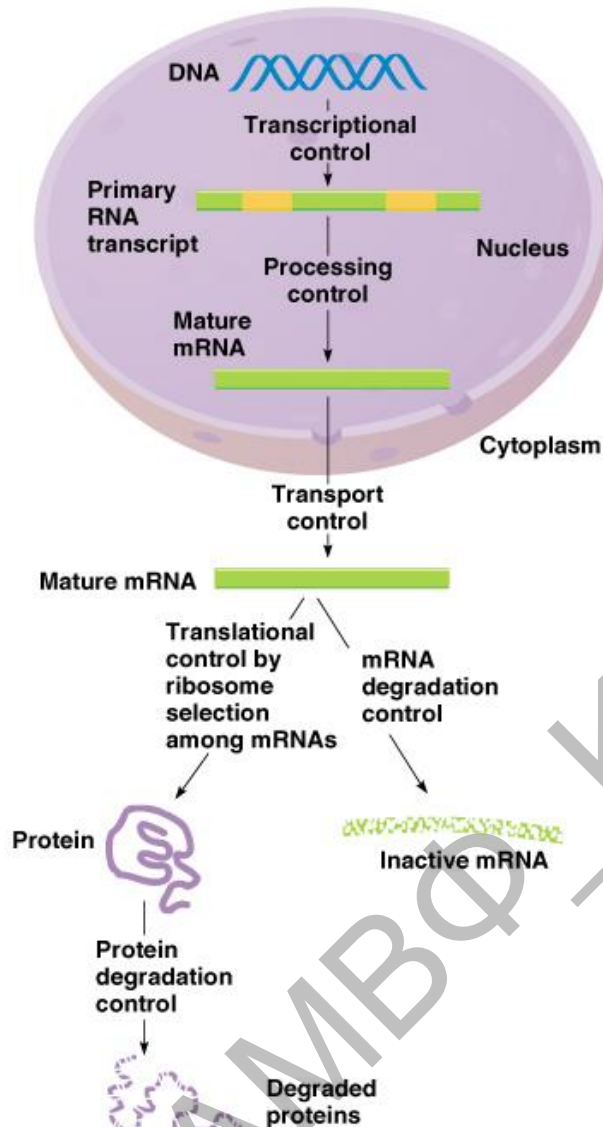 DNA
Transcriptional
control
Primary
RNA
transcript
Nucleus
Processing
control
Mature
mRNA
Cytoplasm
Transport
control
Mature mRNA
Translational
control by
ribosome
selection
among mRNAs
mRNA
degradation
control
Protein
Inactive mRNA
Protein
degradation
control
Degraded
proteins